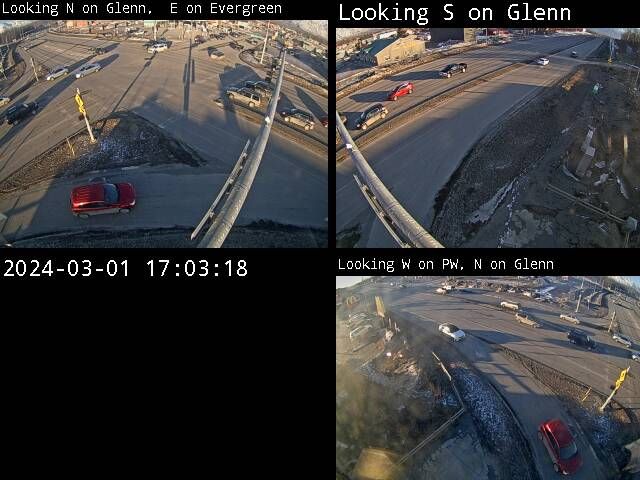 Looking N on Glenn,  E on Evergreen
Looking S on Glenn
2024-03-01 17:03:18
Looking W on PW, N on Glenn